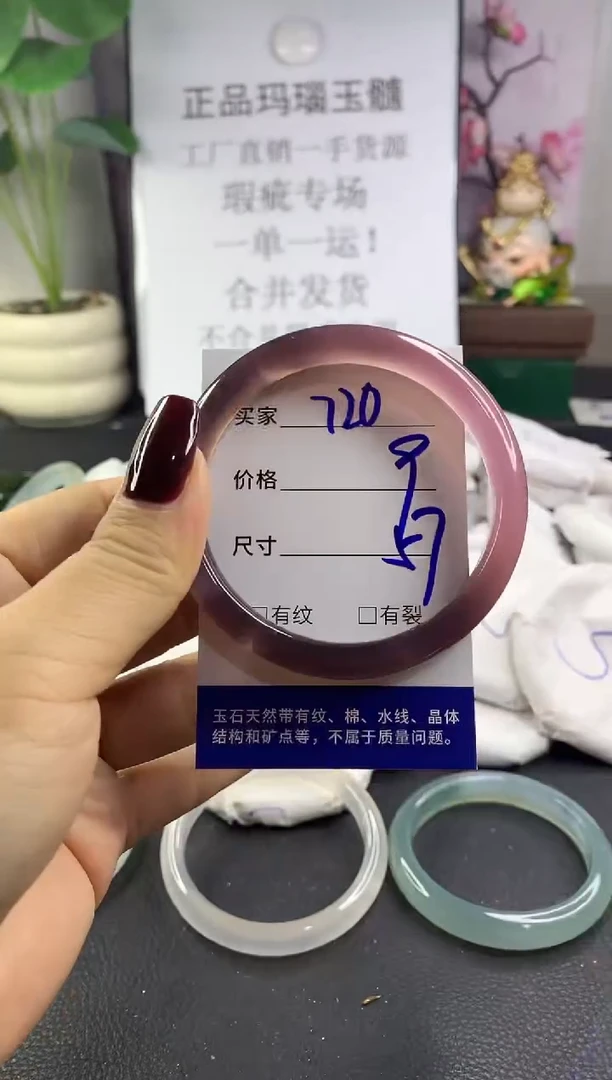 正品玛瑙玉髓
工厂直销一手货源
瑕疵专场
一单一运!
合并发货
买家 720
价格 9
尺寸 57
□有纹 □有裂
玉石天然带有纹、棉、水线、晶体
结构和矿点等，不属于质量问题。